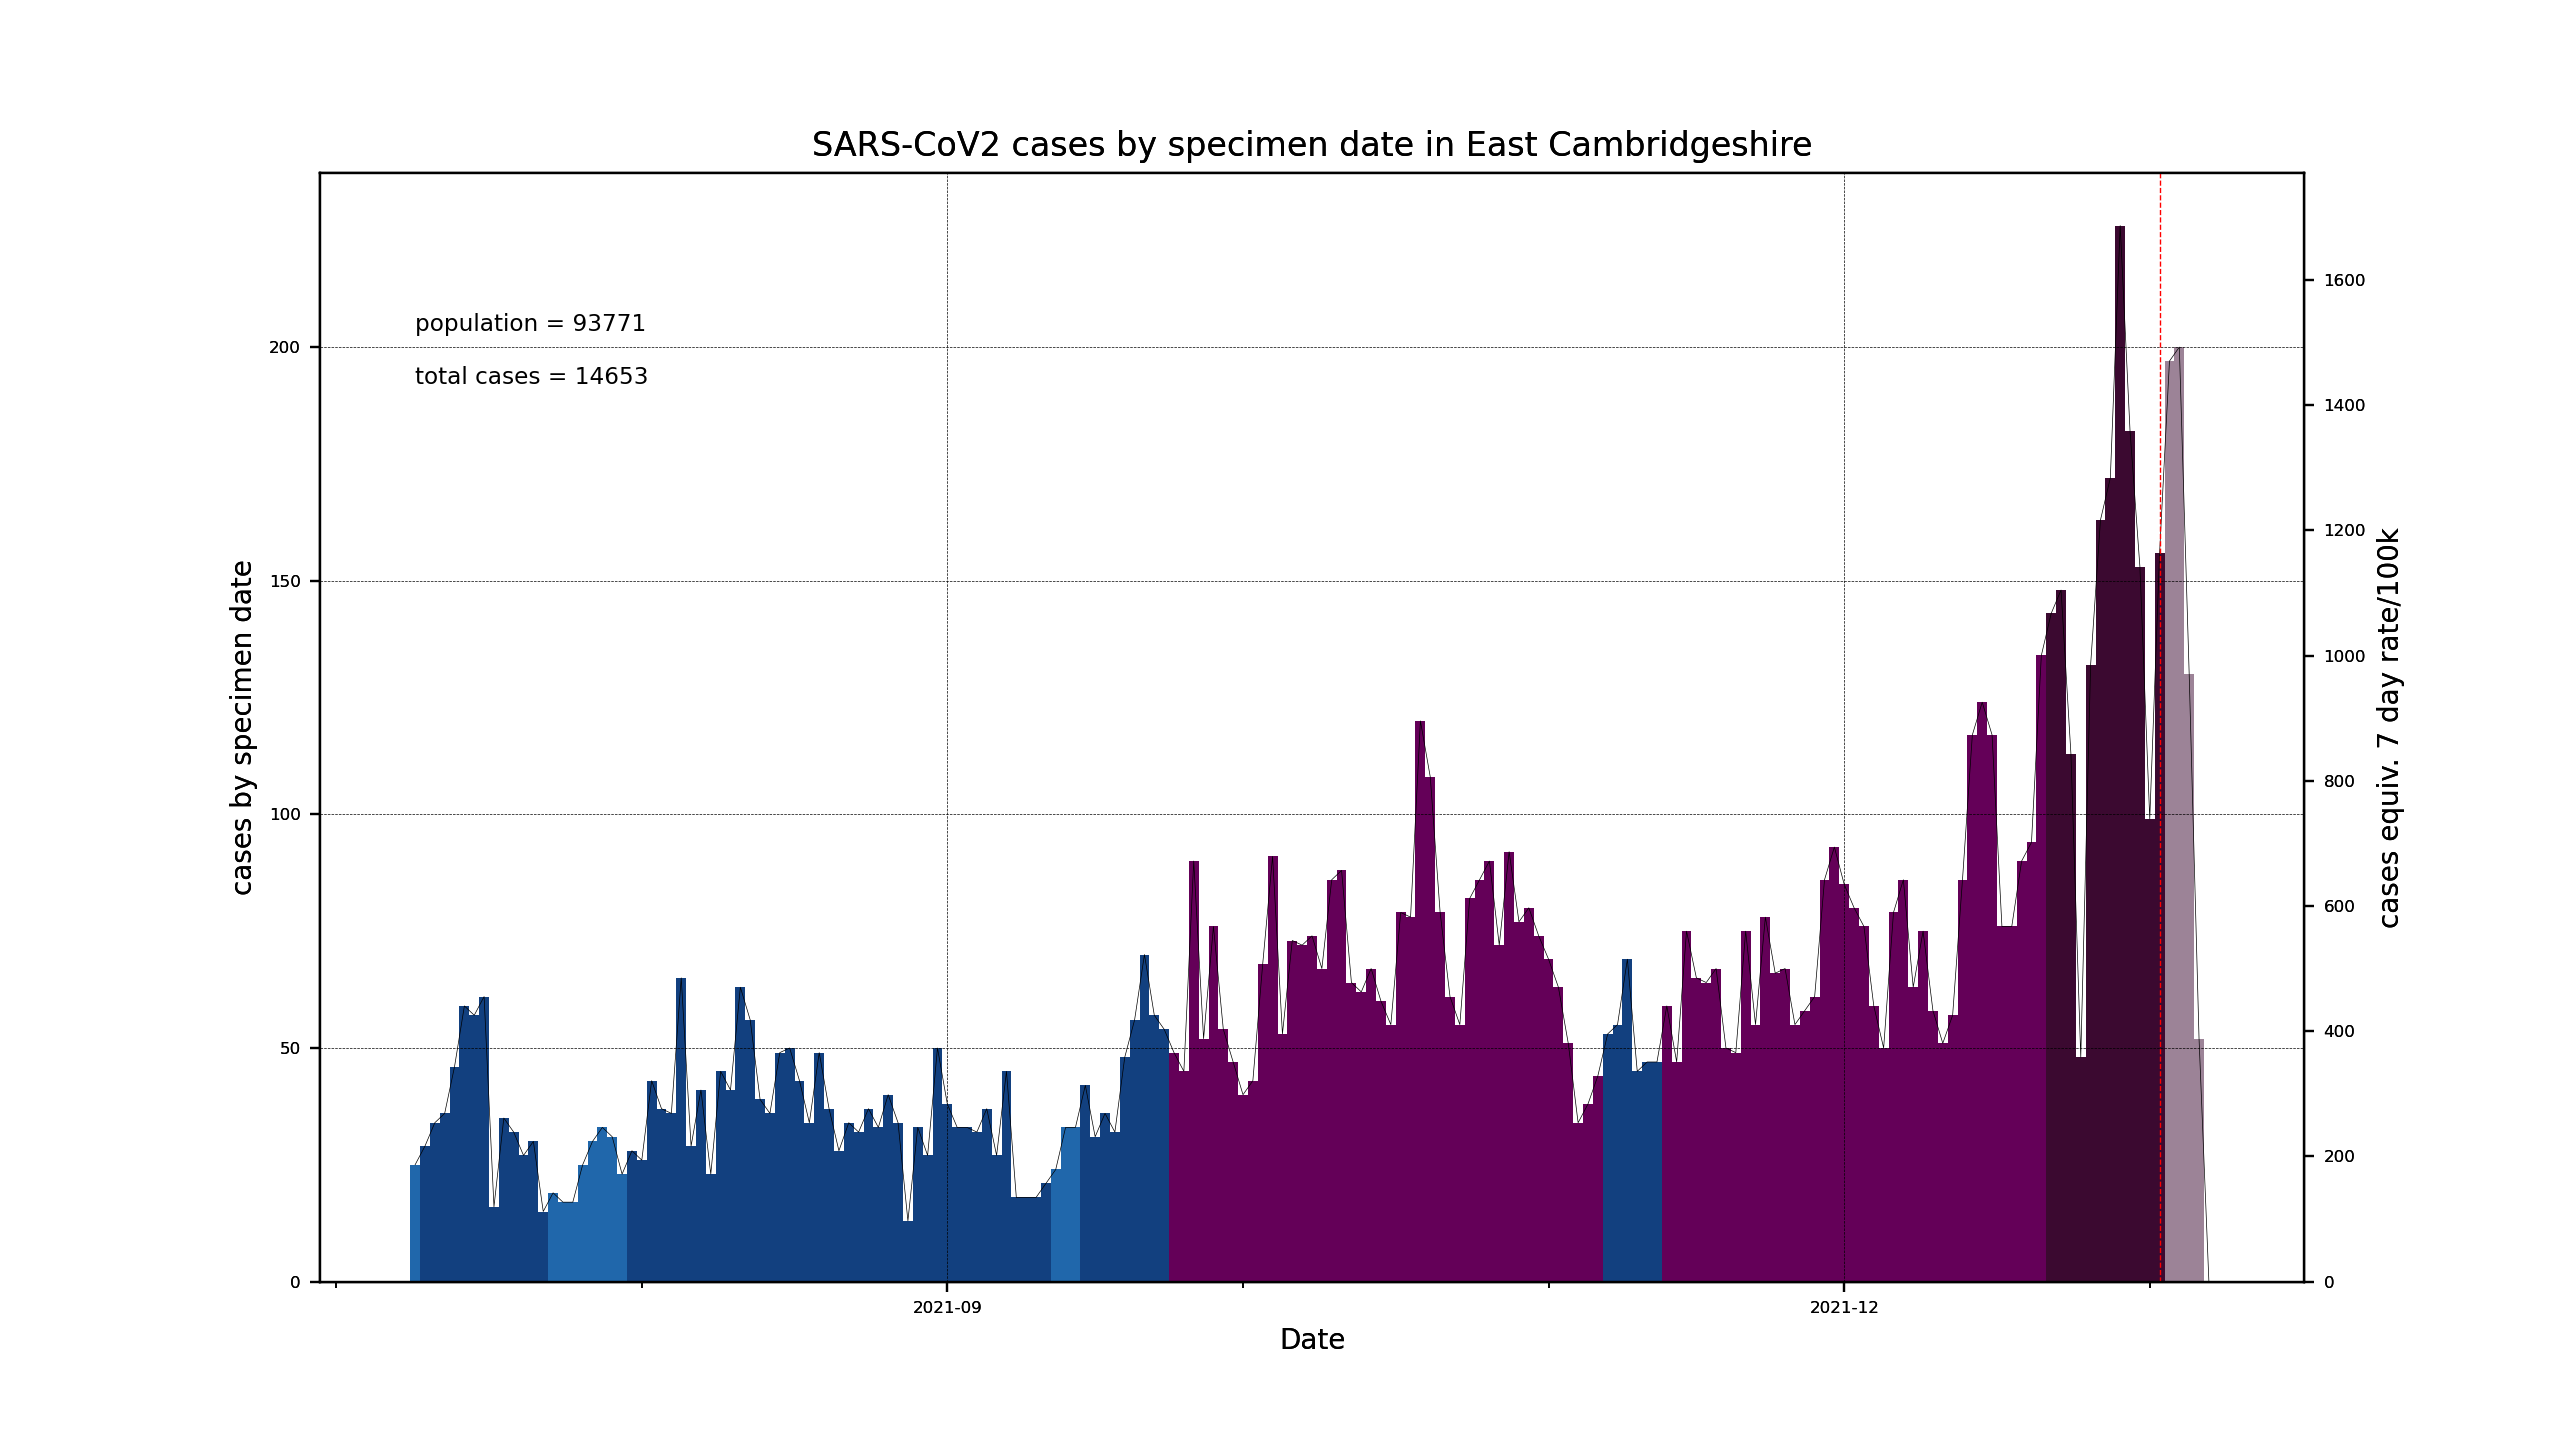 SARS-CoV2 cases by specimen date in East Cambridgeshire
population = 93771
total cases = 14653
cases by specimen date
200
150
100
50
0
1600
1400
1200
1000
800
600
400
200
0
cases equiv. 7 day rate/100k
2021-09
2021-12
Date